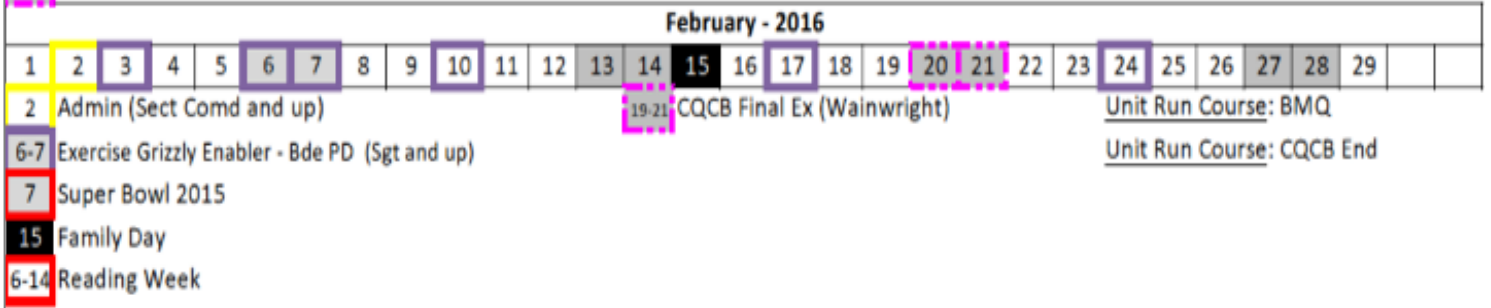 February - 2016
1 2 3 4 5 6 7 8 9 10 11 12 13 14 15 16 17 18 19 20 21 22 23 24 25 26 27 28 29
2 Admin (Sect Comd and up) 19-21 CQCB Final Ex (Wainwright) Unit Run Course: BMQ
6-7 Exercise Grizzly Enabler - Bde PD (Sgt and up) Unit Run Course: CQCB End
7 Super Bowl 2015
15 Family Day
6-14 Reading Week